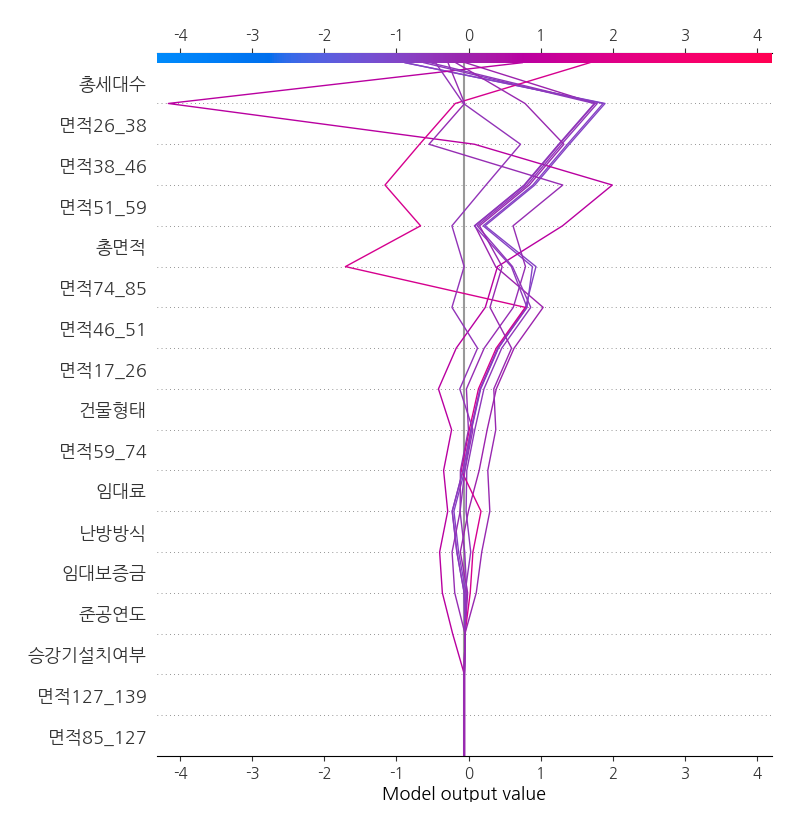 -4 -3 -2 -1 0 1 2 3 4
총세대수
면적26_38
면적38_46
면적51_59
총면적
면적74_85
면적46_51
면적17_26
건물형태
면적59_74
임대료
난방방식
임대보증금
준공연도
승강기설치여부
면적127_139
면적85_127
-4 -3 -2 -1 0 1 2 3 4
Model output value